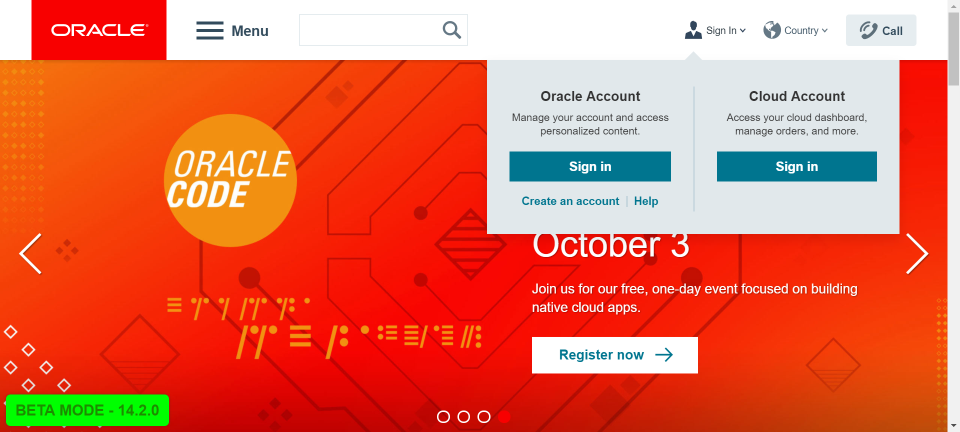 ORACLE
Menu
Sign In
Country
Call
Oracle Account
Manage your account and access
personalized content.
Sign in
Create an account | Help
Cloud Account
Access your cloud dashboard,
manage orders, and more.
Sign in
ORACLE
CODE
October 3
Join us for our free, one-day event focused on building
native cloud apps.
Register now
BETA MODE - 14.2.0